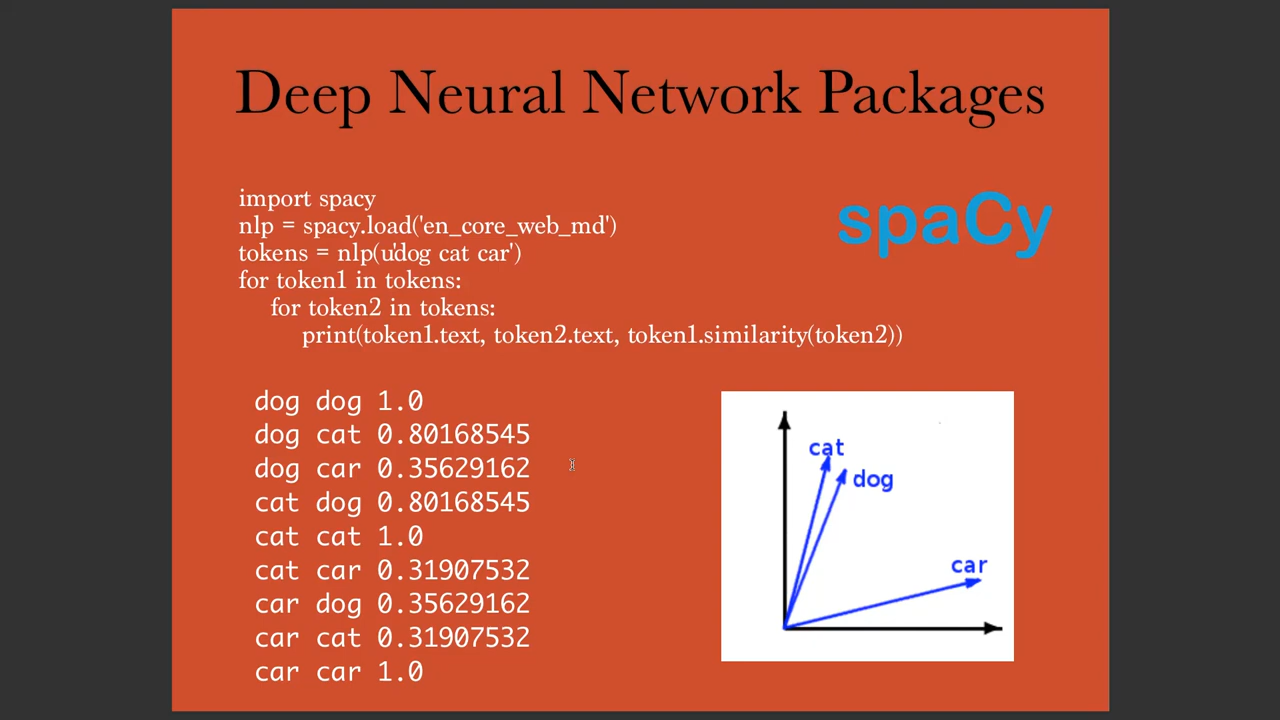 Deep Neural Network Packages
import spacy
nlp = spacy.load('en_core_web_md')
tokens = nlp(u'dog cat car')
for token1 in tokens:
for token2 in tokens:
print(token1.text, token2.text, token1.similarity(token2))
spaCy
dog dog 1.0
dog cat 0.80168545
dog car 0.35629162
cat dog 0.80168545
cat cat 1.0
cat car 0.31907532
car dog 0.35629162
car cat 0.31907532
car car 1.0
cat
dog
car